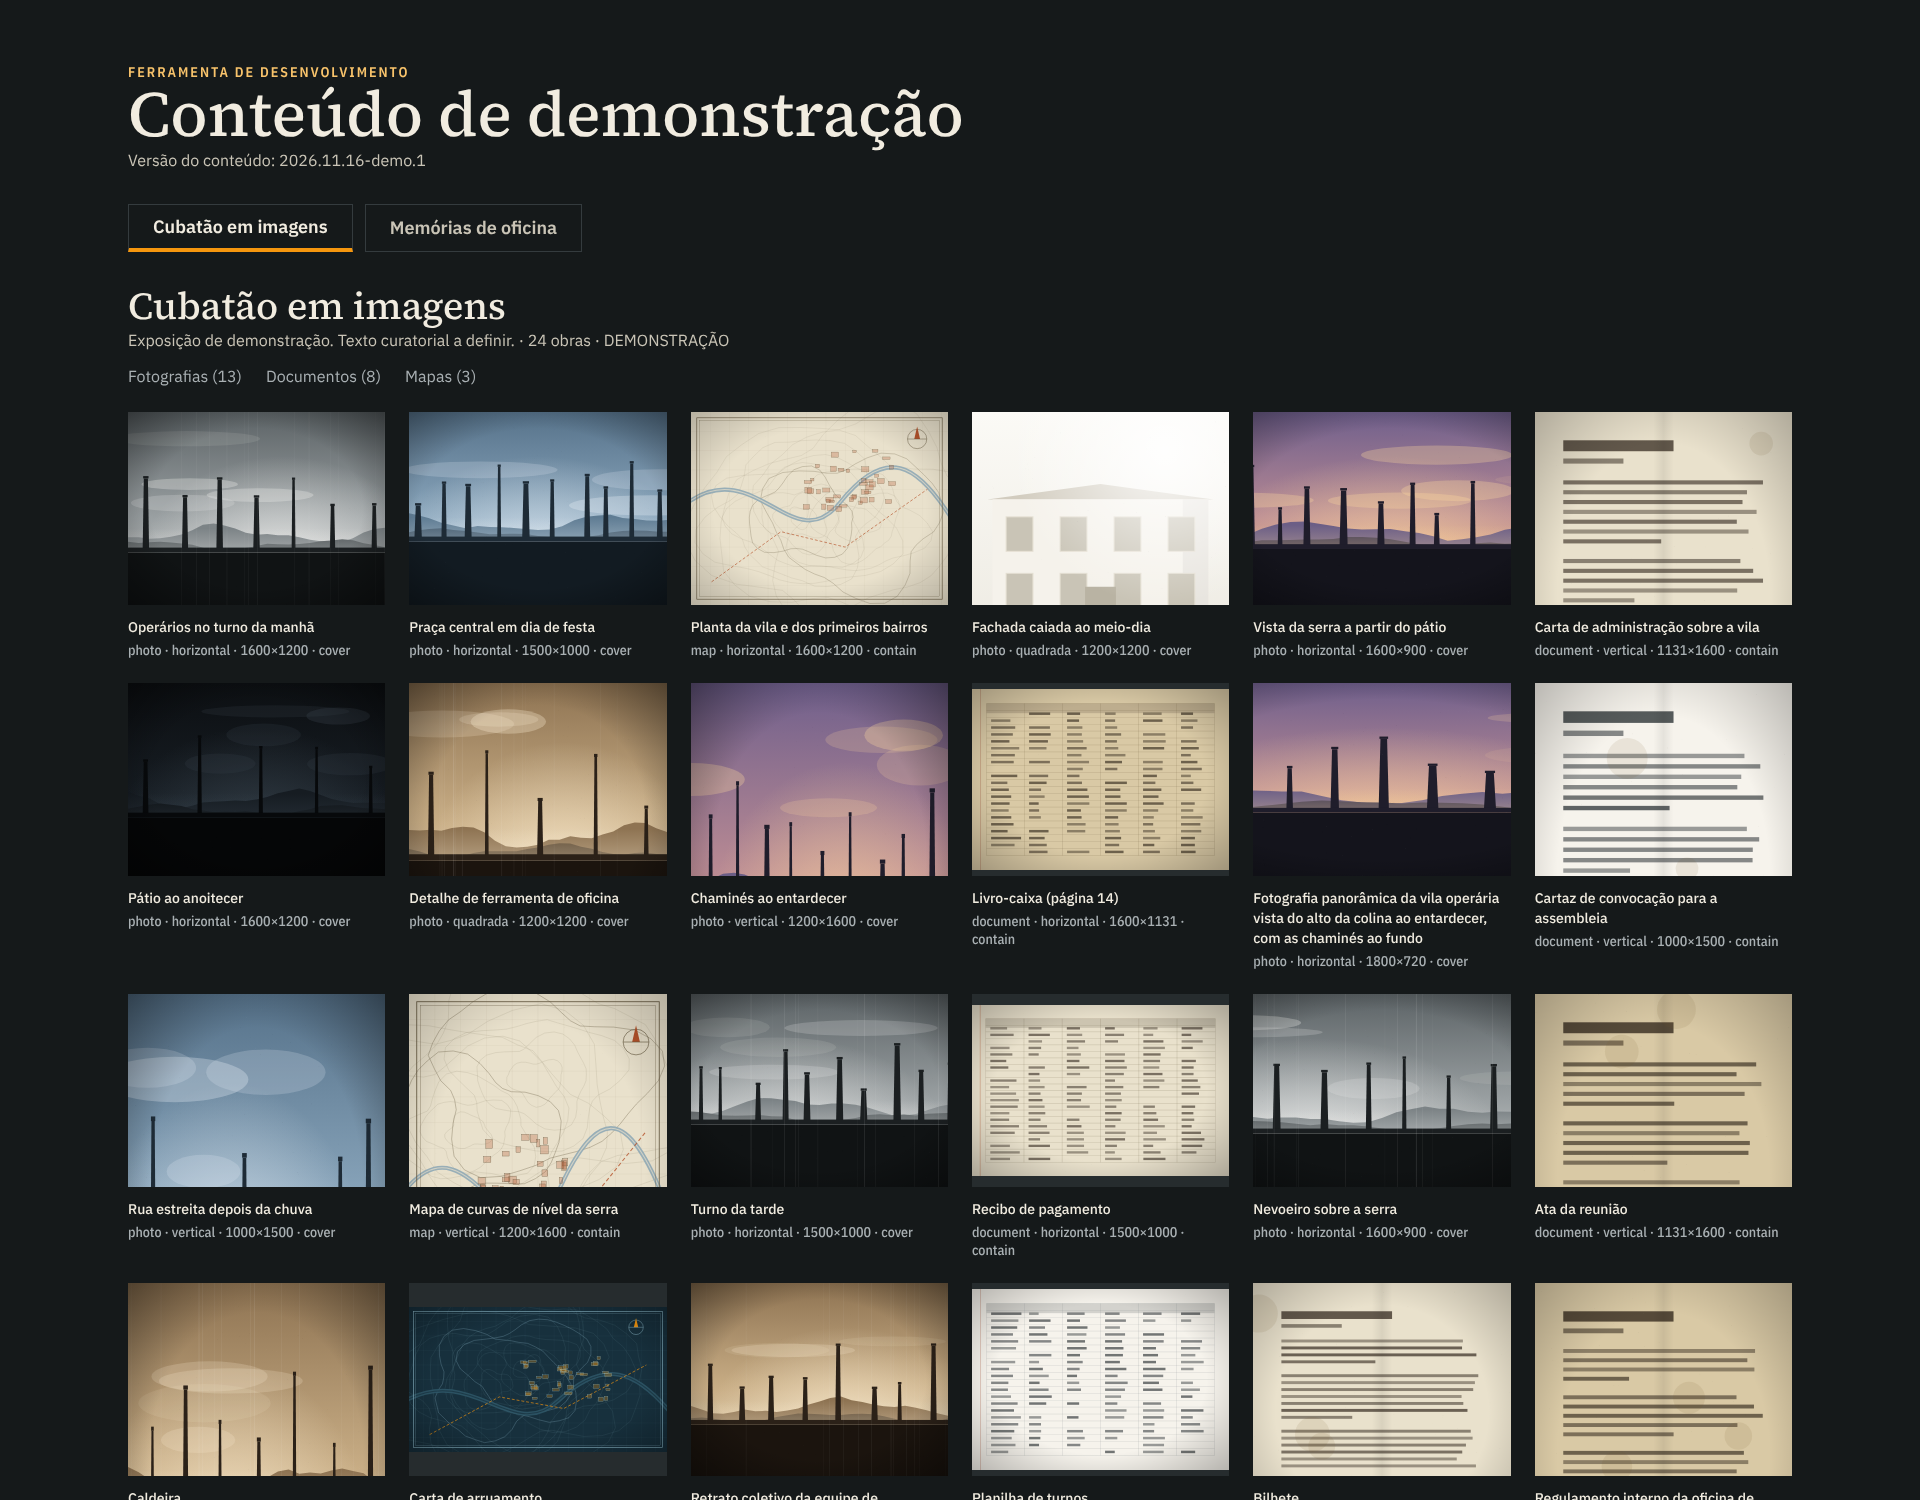 FERRAMENTA DE DESENVOLVIMENTO
Conteúdo de demonstração
Versão do conteúdo: 2026.11.16-demo.1
Cubatão em imagens
Memórias de oficina
Cubatão em imagens
Exposição de demonstração. Texto curatorial a definir. · 24 obras · DEMONSTRAÇÃO
Fotografias (13)
Documentos (8)
Mapas (3)
Operários no turno da manhã
photo · horizontal · 1600×1200 · cover
Praça central em dia de festa
photo · horizontal · 1500×1000 · cover
Planta da vila e dos primeiros bairros
map · horizontal · 1600×1200 · contain
Fachada caiada ao meio-dia
photo · quadrada · 1200×1200 · cover
Vista da serra a partir do pátio
photo · horizontal · 1600×900 · cover
Carta de administração sobre a vila
document · vertical · 1131×1600 · contain
Pátio ao anoitecer
photo · horizontal · 1600×1200 · cover
Detalhe de ferramenta de oficina
photo · quadrada · 1200×1200 · cover
Chaminés ao entardecer
photo · vertical · 1200×1600 · cover
Livro-caixa (página 14)
document · horizontal · 1600×1131 ·
contain
Fotografia panorâmica da vila operária
vista do alto da colina ao entardecer,
com as chaminés ao fundo
photo · horizontal · 1800×720 · cover
Cartaz de convocação para a
assembleia
document · vertical · 1000×1500 · contain
Rua estreita depois da chuva
photo · vertical · 1000×1500 · cover
Mapa de curvas de nível da serra
map · vertical · 1200×1600 · contain
Turno da tarde
photo · horizontal · 1500×1000 · cover
Recibo de pagamento
document · horizontal · 1500×1000 ·
contain
Nevoeiro sobre a serra
photo · horizontal · 1600×900 · cover
Ata da reunião
document · vertical · 1131×1600 · contain
Caldeira
Carta de arruamento
Retrato coletivo da equipe de
Planilha de turnos
Bilhete
Regulamento interno da oficina de